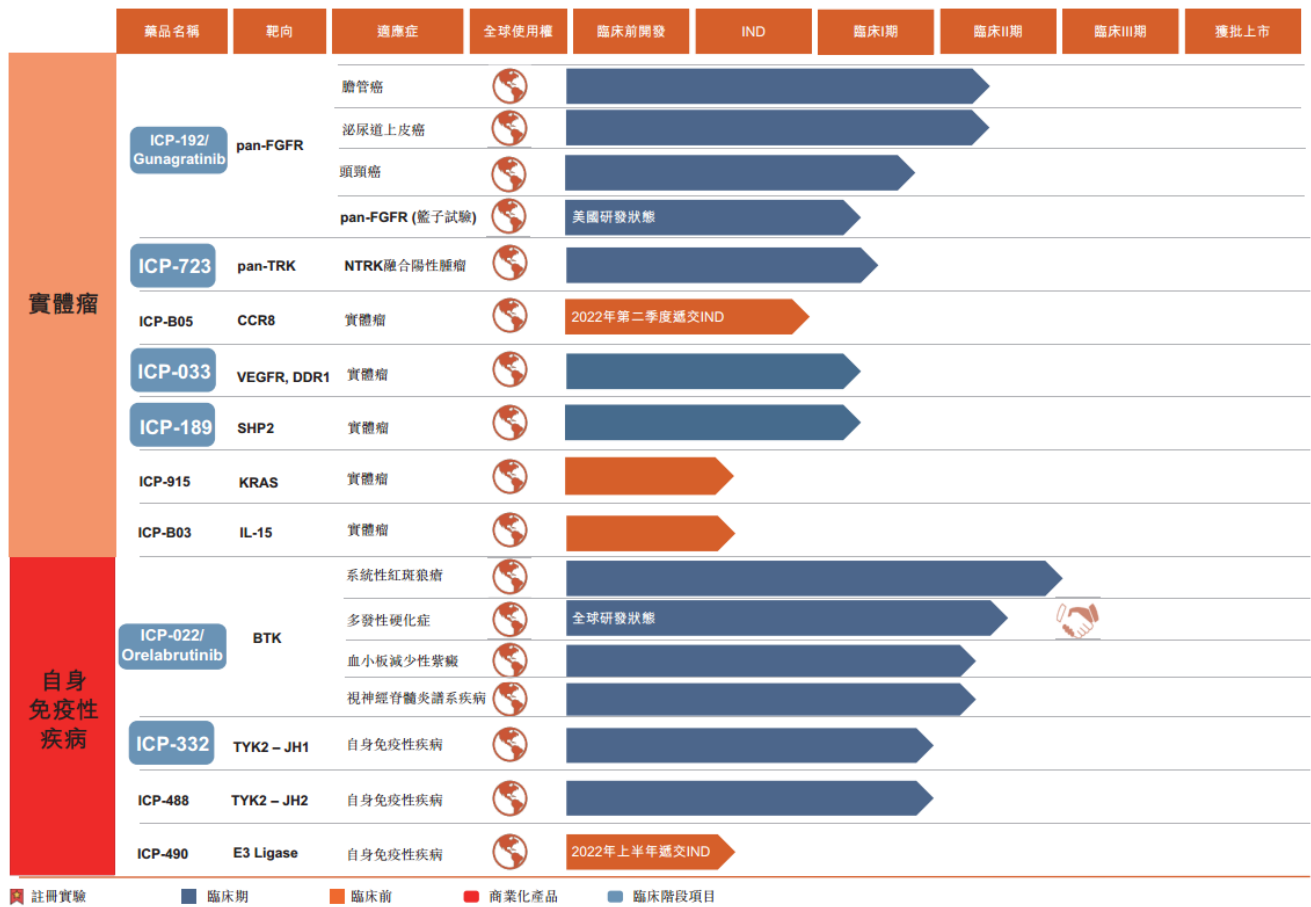 藥品名稱 靶向 適應症 全球使用權 臨床前開發 IND 臨床I期 臨床II期 臨床III期 獲批上市
實體瘤
ICP-192/
Gunagratinib
pan-FGFR
膽管癌
泌尿道上皮癌
頭頸癌
pan-FGFR (籃子試驗) 美國研發狀態
ICP-723 pan-TRK NTRK融合陽性腫瘤
ICP-B05 CCR8 實體瘤 2022年第二季度遞交IND
ICP-033 VEGFR, DDR1 實體瘤
ICP-189 SHP2 實體瘤
ICP-915 KRAS 實體瘤
ICP-B03 IL-15 實體瘤
自身
免疫性
疾病
ICP-022/
Orelabrutinib
BTK
系統性紅斑狼瘡
多發性硬化症 全球研發狀態
血小板減少性紫癜
視神經脊髓炎譜系疾病
ICP-332 TYK2 – JH1 自身免疫性疾病
ICP-488 TYK2 – JH2 自身免疫性疾病
ICP-490 E3 Ligase 自身免疫性疾病 2022年上半年遞交IND
註冊實驗 臨床期 臨床前 商業化產品 臨床階段項目